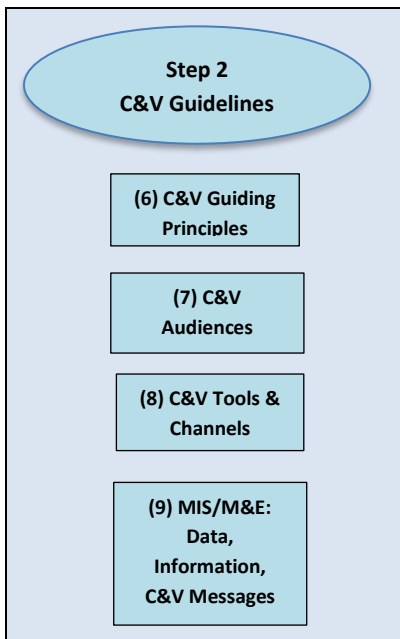 Step 2
C&V Guidelines
(6) C&V Guiding
Principles
(7) C&V
Audiences
(8) C&V Tools &
Channels
(9) MIS/M&E:
Data,
Information,
C&V Messages